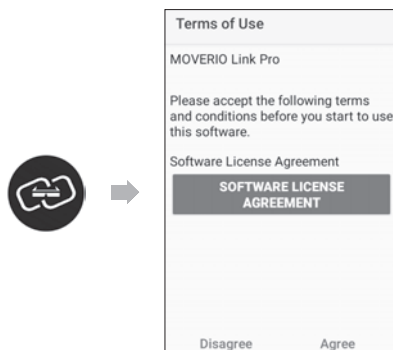 Terms of Use
MOVERIO Link Pro
Please accept the following terms
and conditions before you start to use
this software.
Software License Agreement
SOFTWARE LICENSE
AGREEMENT
Disagree Agree